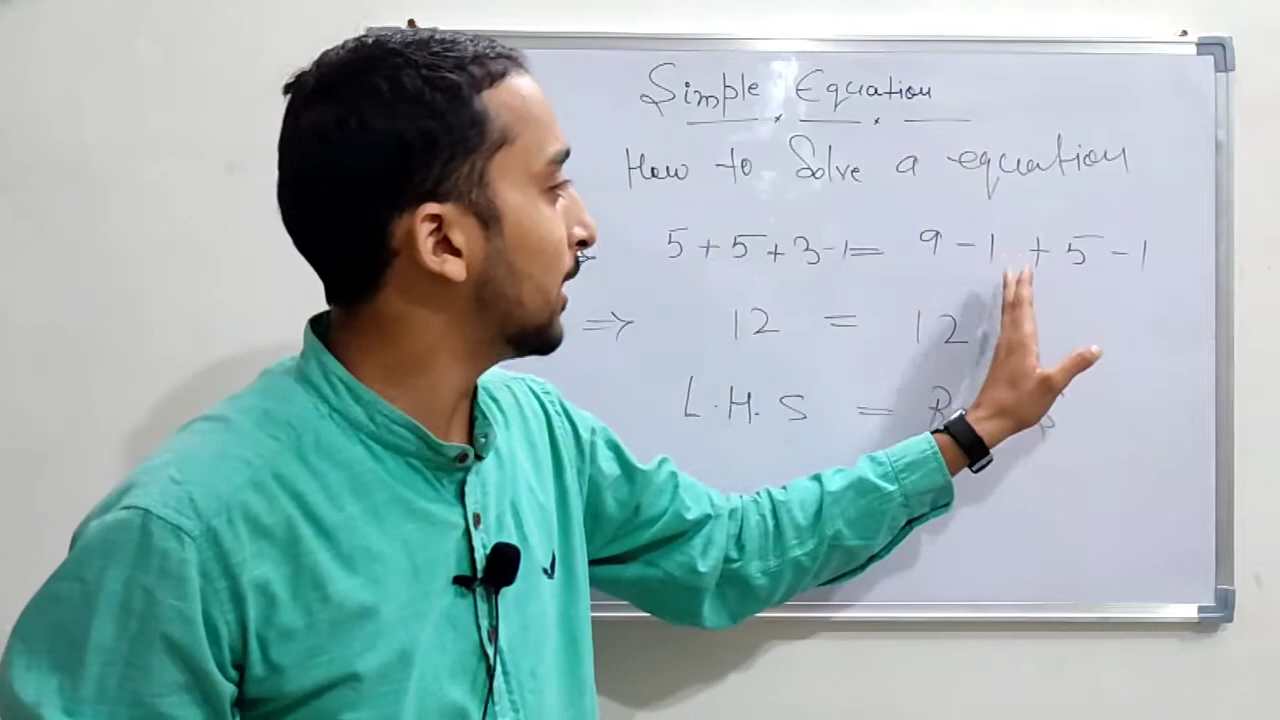 Simple Equation
How to Solve a equation
5 + 5 + 3 - 1 = 9 - 1 + 5 - 1
⇒ 12 = 12
L.H.S =